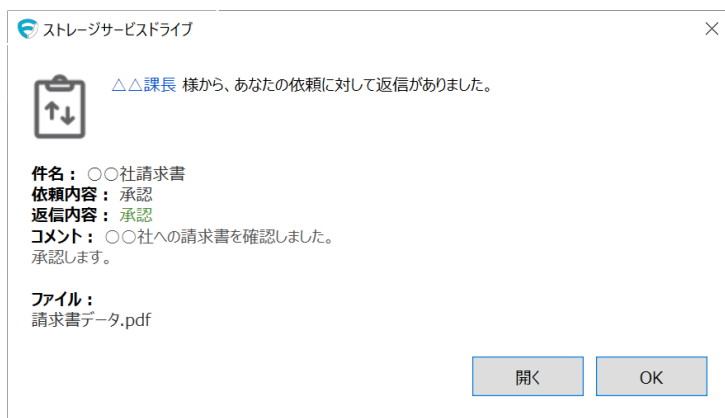 ストレージサービスドライブ
△△課長 様から、あなたの依頼に対して返信がありました。
件名： ○○社請求書
依頼内容： 承認
返信内容： 承認
コメント： ○○社への請求書を確認しました。
承認します。
ファイル：
請求書データ.pdf
開く
OK